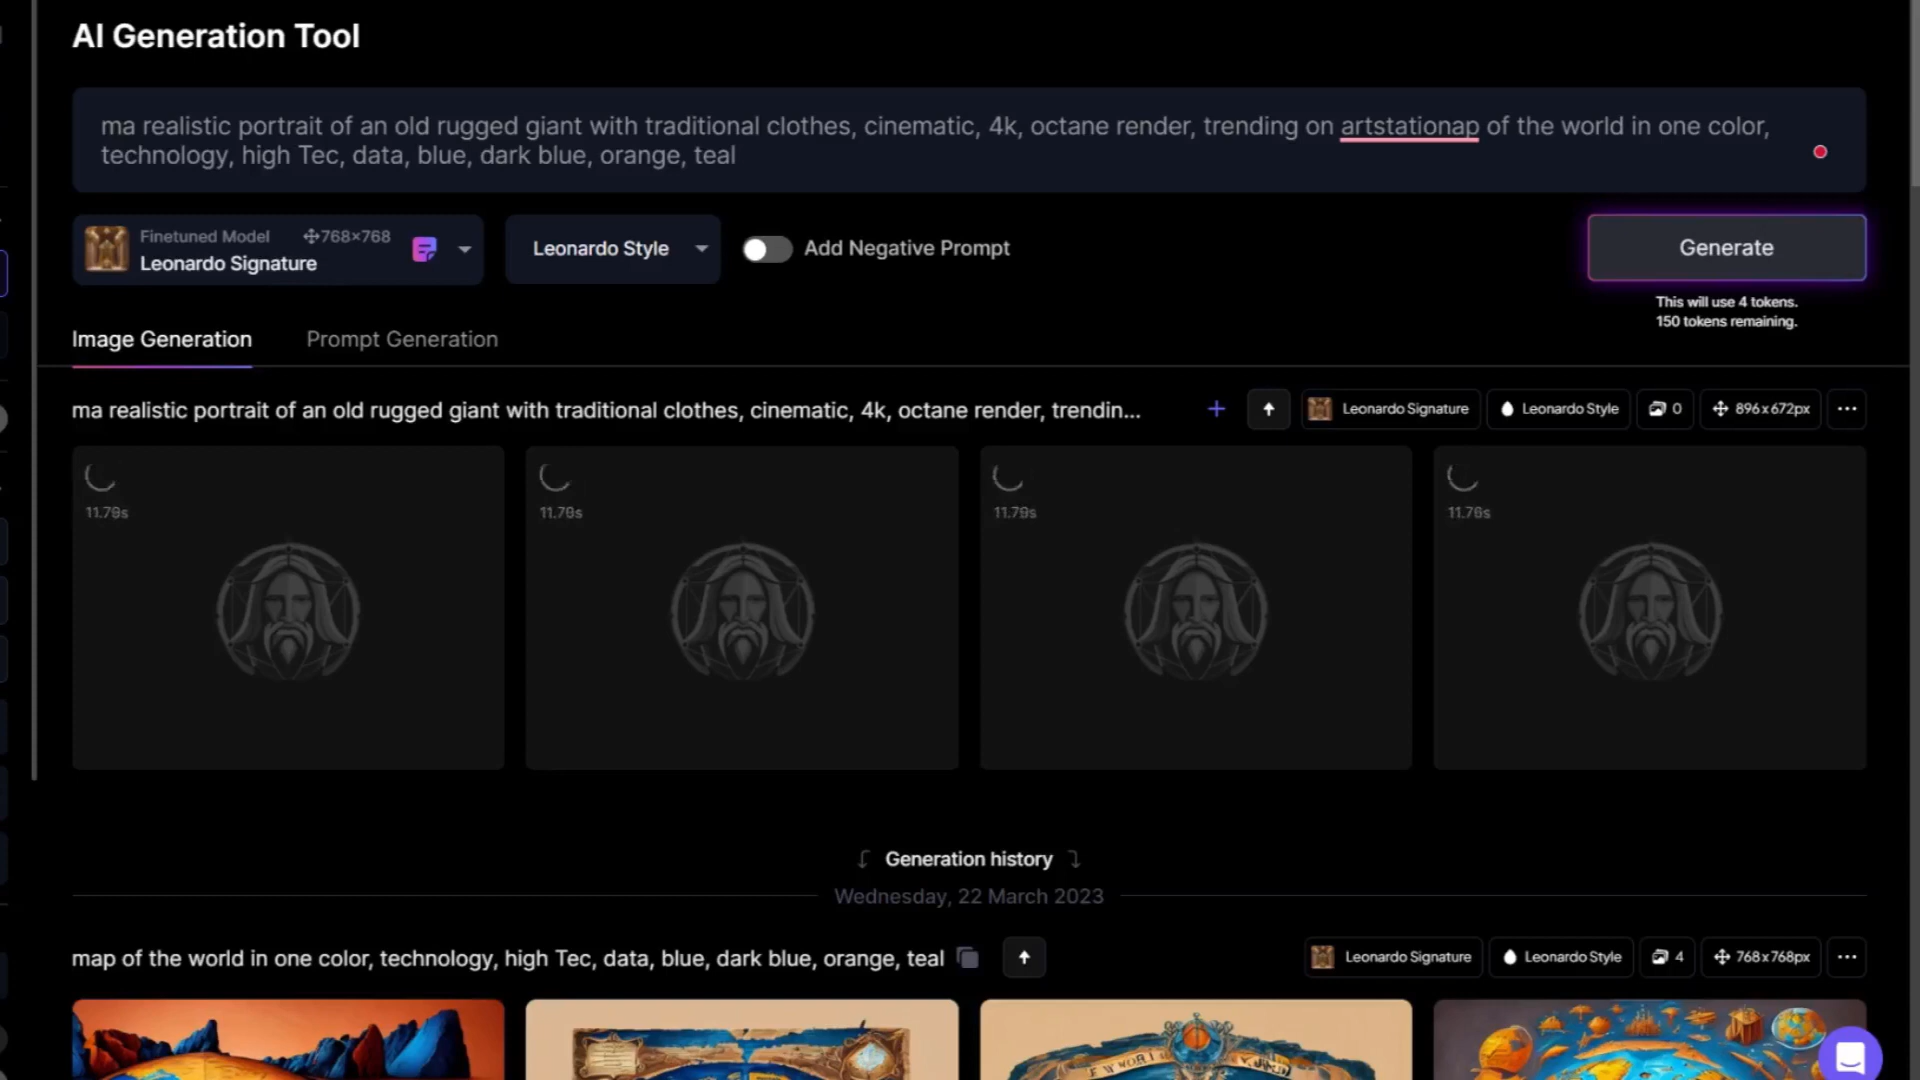 AI Generation Tool
ma realistic portrait of an old rugged giant with traditional clothes, cinematic, 4k, octane render, trending on artstationap of the world in one color,
technology, high Tec, data, blue, dark blue, orange, teal
Finetuned Model 768×768
Leonardo Signature
Leonardo Style
Add Negative Prompt
Generate
This will use 4 tokens.
150 tokens remaining.
Image Generation Prompt Generation
ma realistic portrait of an old rugged giant with traditional clothes, cinematic, 4k, octane render, trendin... Leonardo Signature Leonardo Style 0 896x672px
11.79s 11.78s 11.79s 11.76s
Generation history
Wednesday, 22 March 2023
map of the world in one color, technology, high Tec, data, blue, dark blue, orange, teal Leonardo Signature Leonardo Style 4 768x768px